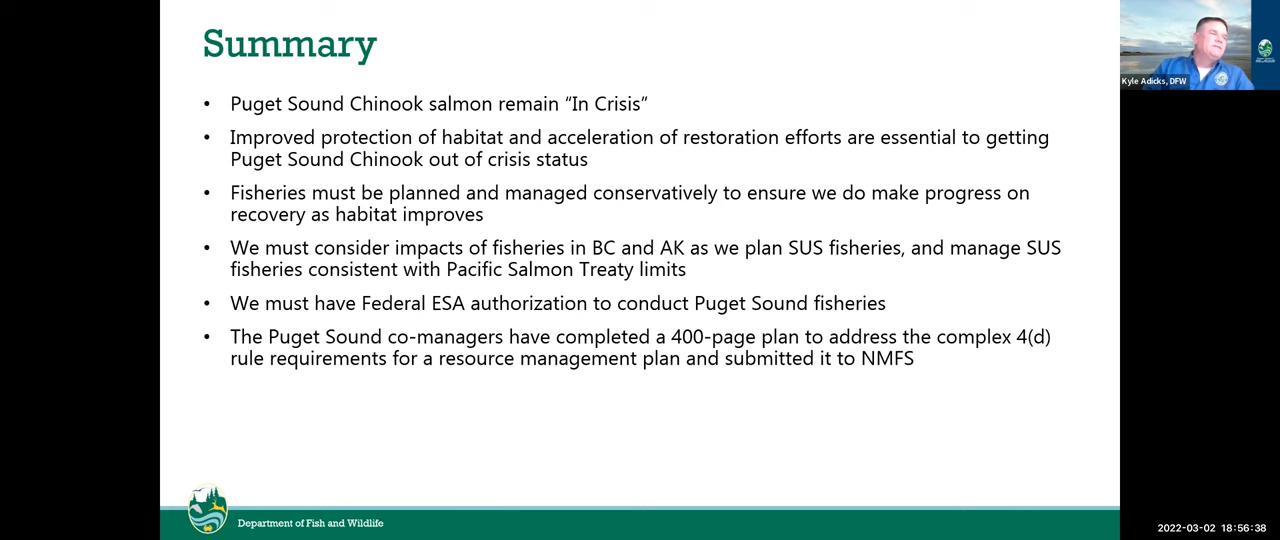 Summary
• Puget Sound Chinook salmon remain “In Crisis”
• Improved protection of habitat and acceleration of restoration efforts are essential to getting
Puget Sound Chinook out of crisis status
• Fisheries must be planned and managed conservatively to ensure we do make progress on
recovery as habitat improves
• We must consider impacts of fisheries in BC and AK as we plan SUS fisheries, and manage SUS
fisheries consistent with Pacific Salmon Treaty limits
• We must have Federal ESA authorization to conduct Puget Sound fisheries
• The Puget Sound co-managers have completed a 400-page plan to address the complex 4(d)
rule requirements for a resource management plan and submitted it to NMFS
Department of Fish and Wildlife
Kyle Adicks, DFW
2022-03-02 18:56:38